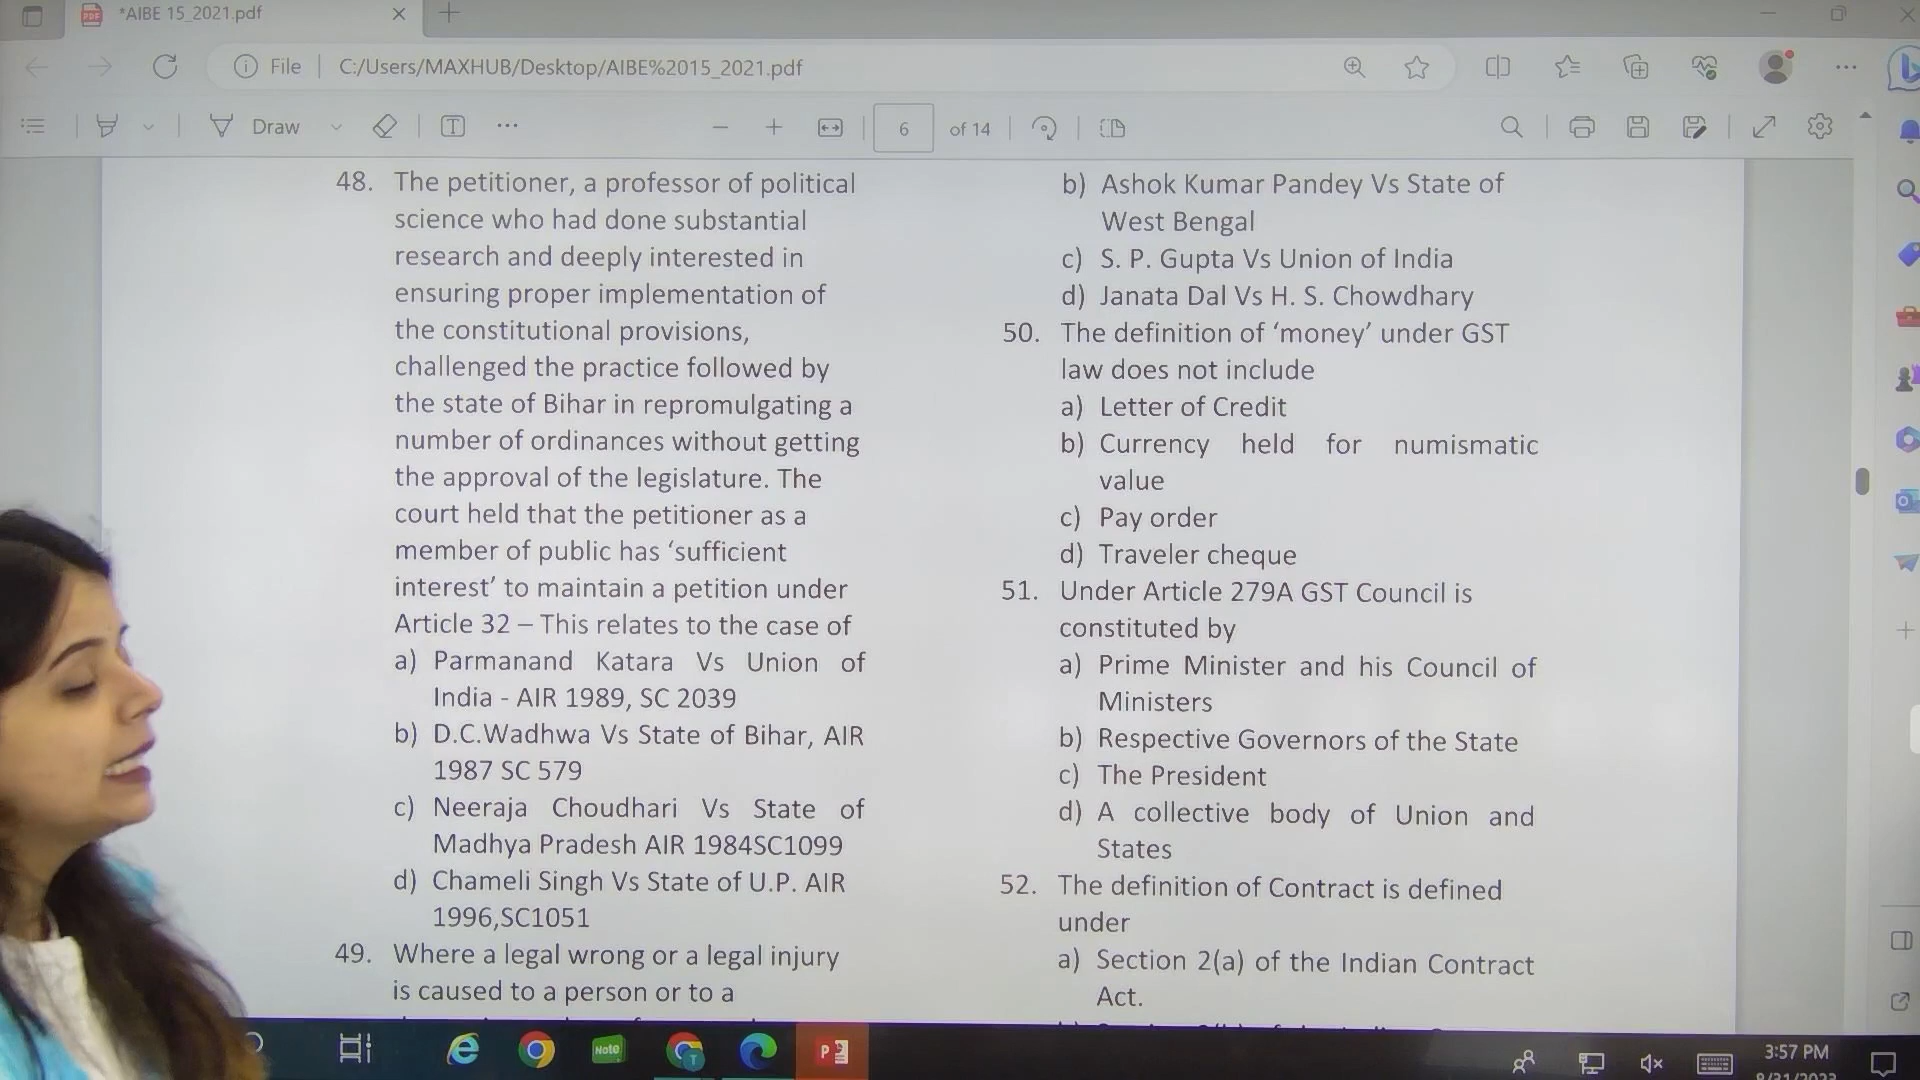 *AIBE 15_2021.pdf
File
C:/Users/MAXHUB/Desktop/AIBE%2015_2021.pdf
Draw
6
of 14
48. The petitioner, a professor of political
science who had done substantial
research and deeply interested in
ensuring proper implementation of
the constitutional provisions,
challenged the practice followed by
the state of Bihar in repromulgating a
number of ordinances without getting
the approval of the legislature. The
court held that the petitioner as a
member of public has ‘sufficient
interest’ to maintain a petition under
Article 32 – This relates to the case of
a) Parmanand Katara Vs Union of
India - AIR 1989, SC 2039
b) D.C.Wadhwa Vs State of Bihar, AIR
1987 SC 579
c) Neeraja Choudhari Vs State of
Madhya Pradesh AIR 1984SC1099
d) Chameli Singh Vs State of U.P. AIR
1996,SC1051
49. Where a legal wrong or a legal injury
is caused to a person or to a
b) Ashok Kumar Pandey Vs State of
West Bengal
c) S. P. Gupta Vs Union of India
d) Janata Dal Vs H. S. Chowdhary
50. The definition of ‘money’ under GST
law does not include
a) Letter of Credit
b) Currency held for numismatic
value
c) Pay order
d) Traveler cheque
51. Under Article 279A GST Council is
constituted by
a) Prime Minister and his Council of
Ministers
b) Respective Governors of the State
c) The President
d) A collective body of Union and
States
52. The definition of Contract is defined
under
a) Section 2(a) of the Indian Contract
Act.
Note
3:57 PM